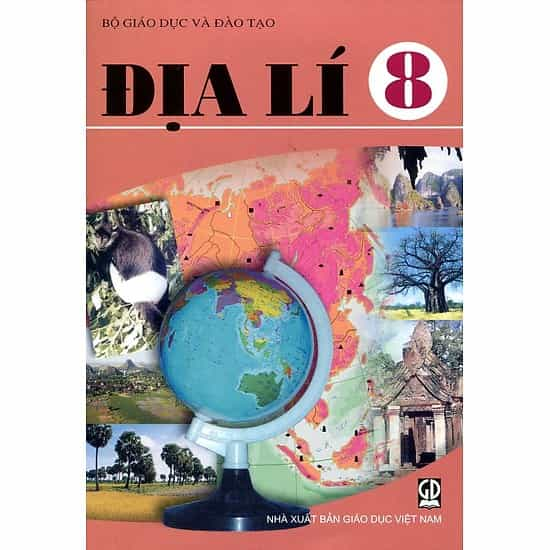 BỘ GIÁO DỤC VÀ ĐÀO TẠO
ĐỊA LÍ 8
GD
NHÀ XUẤT BẢN GIÁO DỤC VIỆT NAM